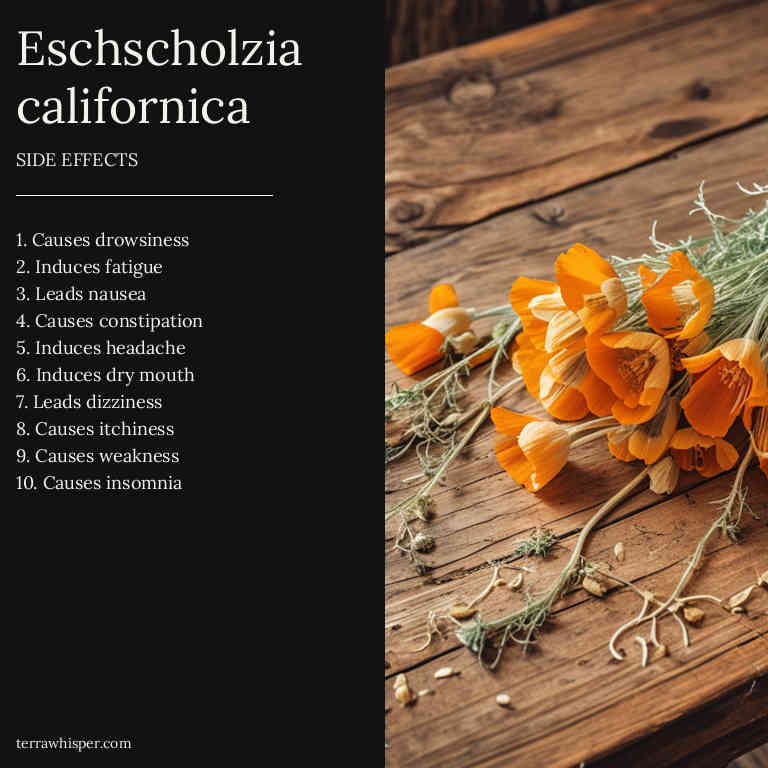 Eschscholzia
californica
SIDE EFFECTS
1. Causes drowsiness
2. Induces fatigue
3. Leads nausea
4. Causes constipation
5. Induces headache
6. Induces dry mouth
7. Leads dizziness
8. Causes itchiness
9. Causes weakness
10. Causes insomnia
terrawhisper.com